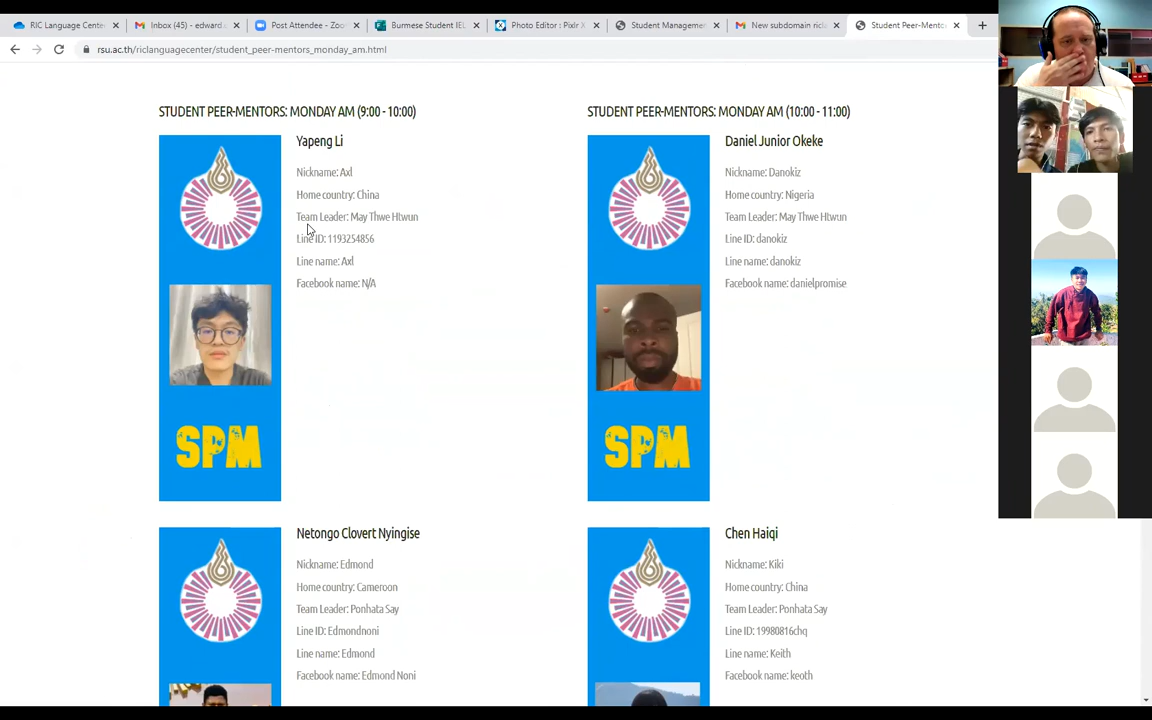 RIC Language Cente
Inbox (45) - edward
Post Attendee - Zoo
Burmese Student IEL
Photo Editor : Pixlr X
Student Manageme
New subdomain ricl
Student Peer-Mento
rsu.ac.th/riclanguagecenter/student_peer-mentors_monday_am.html
STUDENT PEER-MENTORS: MONDAY AM (9:00 - 10:00)
Yapeng Li
Nickname: Axl
Home country: China
Team Leader: May Thwe Htwun
Line ID: 1193254856
Line name: Axl
Facebook name: N/A
SPM
STUDENT PEER-MENTORS: MONDAY AM (10:00 - 11:00)
Daniel Junior Okeke
Nickname: Danokiz
Home country: Nigeria
Team Leader: May Thwe Htwun
Line ID: danokiz
Line name: danokiz
Facebook name: danielpromise
SPM
Netongo Clovert Nyingise
Nickname: Edmond
Home country: Cameroon
Team Leader: Ponhata Say
Line ID: Edmondnoni
Line name: Edmond
Facebook name: Edmond Noni
Chen Haiqi
Nickname: Kiki
Home country: China
Team Leader: Ponhata Say
Line ID: 19980816chq
Line name: Keith
Facebook name: keoth